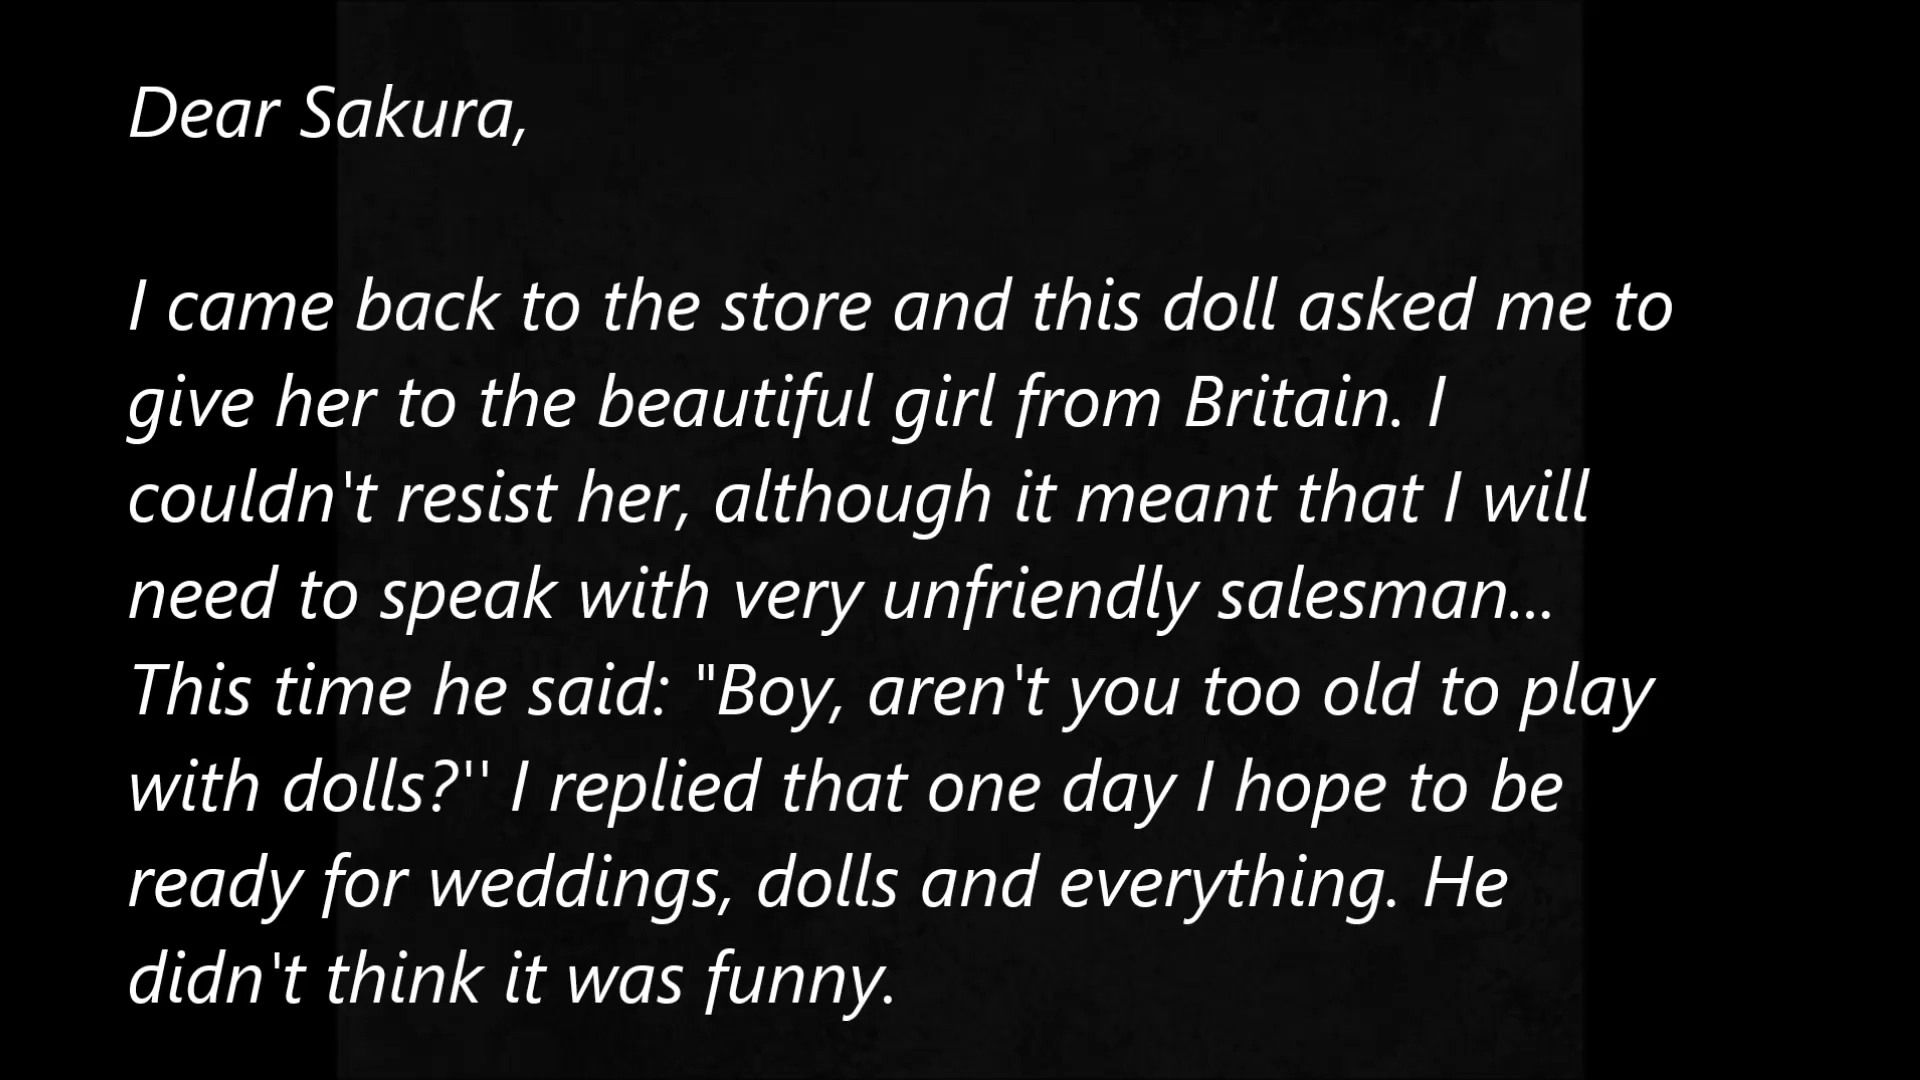 Dear Sakura,
I came back to the store and this doll asked me to
give her to the beautiful girl from Britain. I
couldn't resist her, although it meant that I will
need to speak with very unfriendly salesman...
This time he said: "Boy, aren't you too old to play
with dolls?'' I replied that one day I hope to be
ready for weddings, dolls and everything. He
didn't think it was funny.